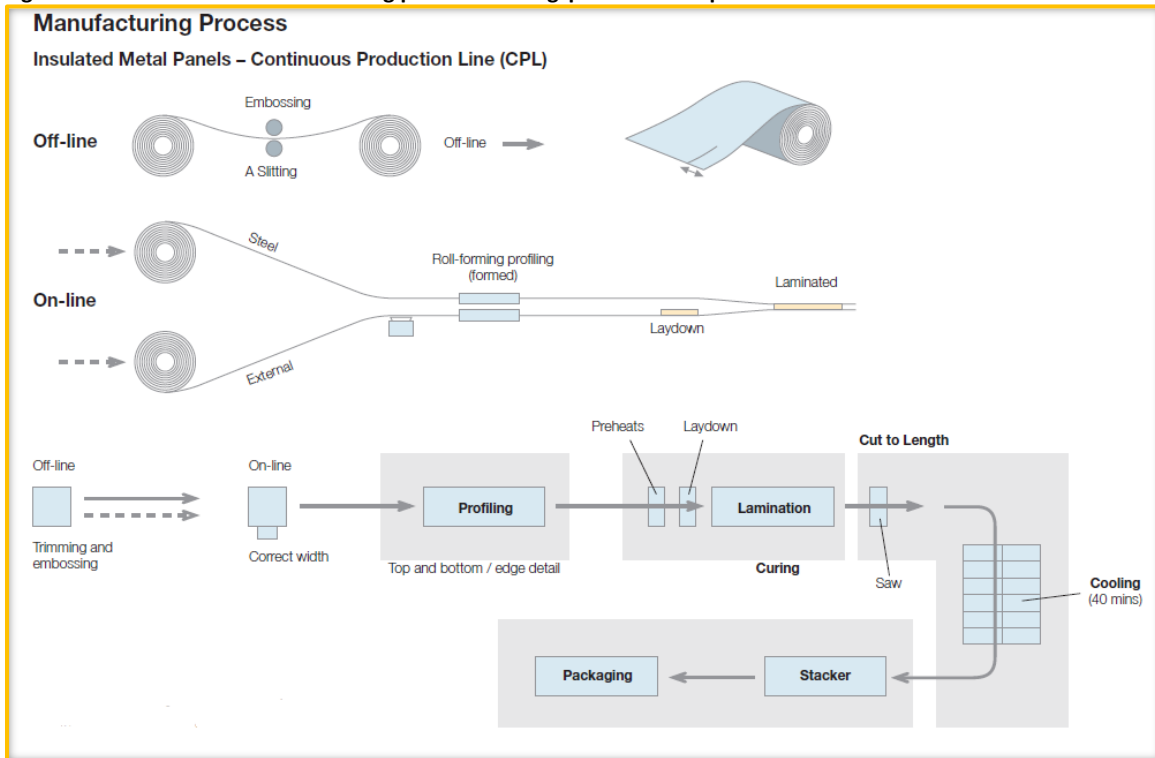 Manufacturing Process
Insulated Metal Panels – Continuous Production Line (CPL)
Embossing
Off-line
Off-line
A Slitting
Steel
Roll-forming profiling
(formed)
Laminated
On-line
Laydown
External
Preheats
Laydown
Cut to Length
Off-line
On-line
Profiling
Lamination
Trimming and
embossing
Correct width
Top and bottom / edge detail
Curing
Saw
Cooling
(40 mins)
Packaging
Stacker